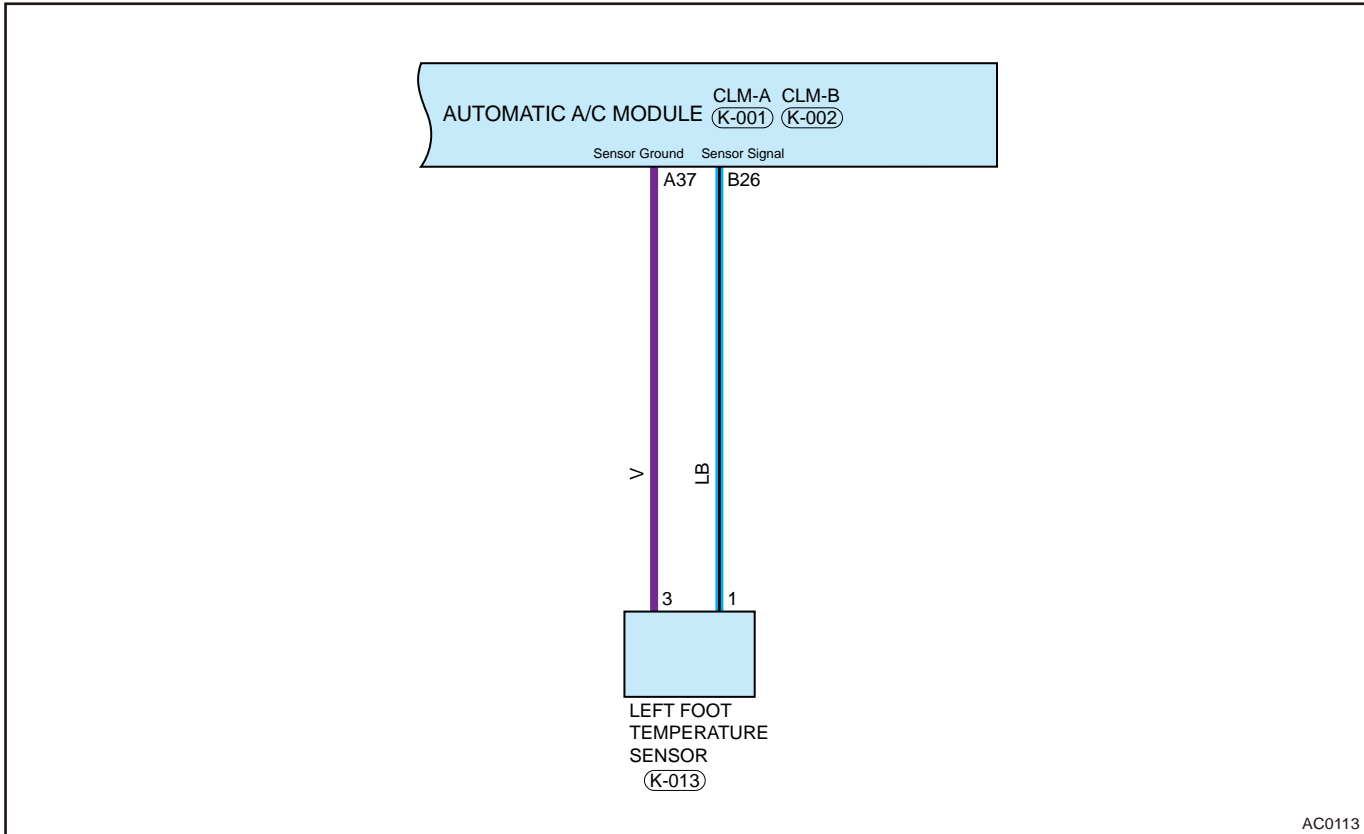 AUTOMATIC A/C MODULE
CLM-A CLM-B
K-001 K-002
Sensor Ground Sensor Signal
A37 B26
V LB
3 1
LEFT FOOT
TEMPERATURE
SENSOR
K-013
AC0113